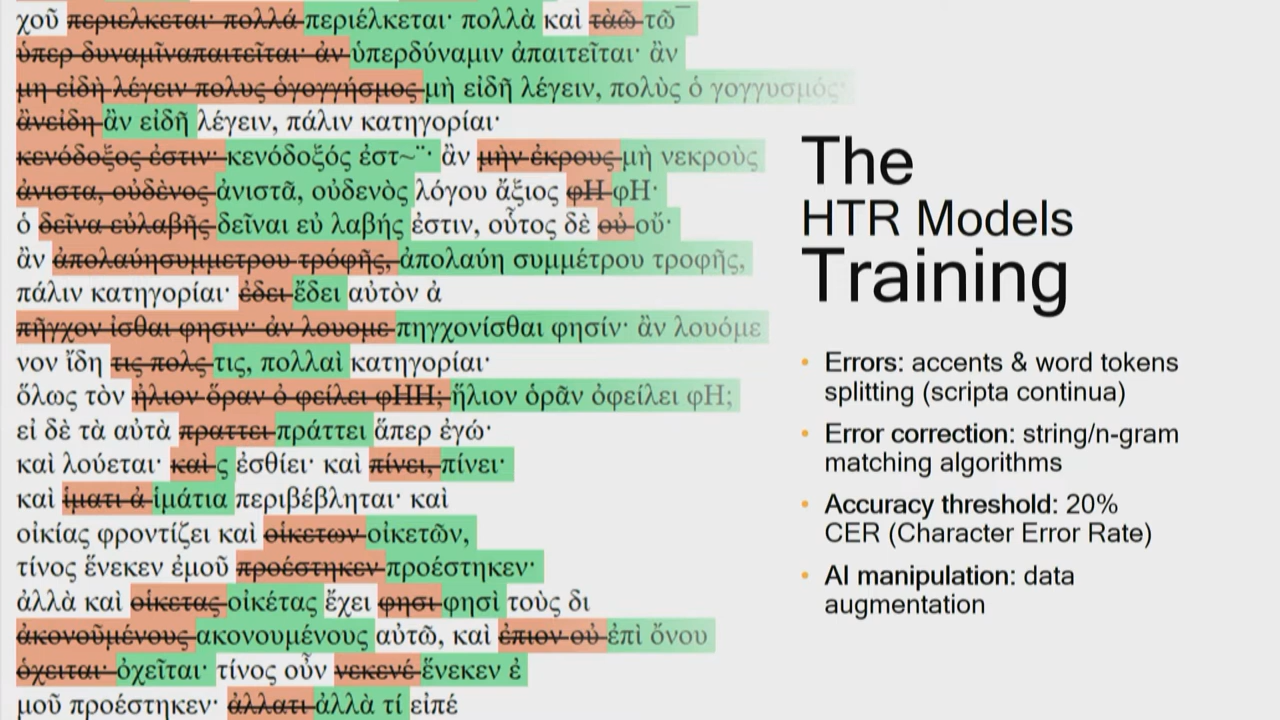 χοῦ περιελκεται· πολλά περιέλκεται· πολλὰ καὶ τὰῶ τῶ¯
ὑπερ δυναμῖναπαιτεῖται· ἀν ὑπερδύναμιν ἀπαιτεῖται· ἂν
μη εἰδὴ λέγειν πολυς ὁγογγήσμος μὴ εἰδῆ λέγειν, πολὺς ὁ γογγυσμός·
ἂνείδη ἂν εἰδῆ λέγειν, πάλιν κατηγορίαι·
κενόδοξος ἐστιν· κενόδοξός ἐστ~¨· ἂν μὴν ἐκρους μὴ νεκροὺς
ἀνιστα, οὐδὲνος ἀνιστᾶ, οὐδενὸς λόγου ἄξιος φΗ φΗ·
ὁ δεῖνα εὐλαβῆς δεῖναι εὐ λαβής ἐστιν, οὗτος δὲ οὐ οὔ·
ἂν ἀπολαύησυμμετρου τρόφῆς, ἀπολαύη συμμέτρου τροφῆς,
πάλιν κατηγορίαι· ἐδει ἔδει αὐτὸν ἀ
πῆγχον ἰσθαι φησιν· ἀν λουομε πηγχονίσθαι φησίν· ἂν λουόμε
νον ἴδη τις πολς τις, πολλαὶ κατηγορίαι·
ὅλως τὸν ἡλιον ὅραν ὀ φείλει φΗΗ; ἥλιον ὁρᾶν ὀφείλει φΗ;
εἰ δὲ τὰ αὐτὰ πραττει πράττει ἅπερ ἐγώ·
καὶ λούεται· καὶ ς ἐσθίει· καὶ πίνει, πίνει·
καὶ ἱματι ἀ ἱμάτια περιβέβληται· καὶ
οἰκίας φροντίζει καὶ οἰκετων οἰκετῶν,
τίνος ἕνεκεν ἐμοῦ προέστηκεν προέστηκεν·
ἀλλὰ καὶ οἰκετας οἰκέτας ἔχει φησι φησὶ τοὺς δι
ἀκονοῦμένους ακονουμένους αὐτῶ, καὶ ἐπιον οὐ ἐπὶ ὄνου
ὀχειται· ὀχεῖται· τίνος οὖν νεκενέ ἕνεκεν ἐ
μοῦ προέστηκεν· ἀλλατι ἀλλὰ τί εἰπέ
The
HTR Models
Training
• Errors: accents & word tokens
splitting (scripta continua)
• Error correction: string/n-gram
matching algorithms
• Accuracy threshold: 20%
CER (Character Error Rate)
• AI manipulation: data
augmentation